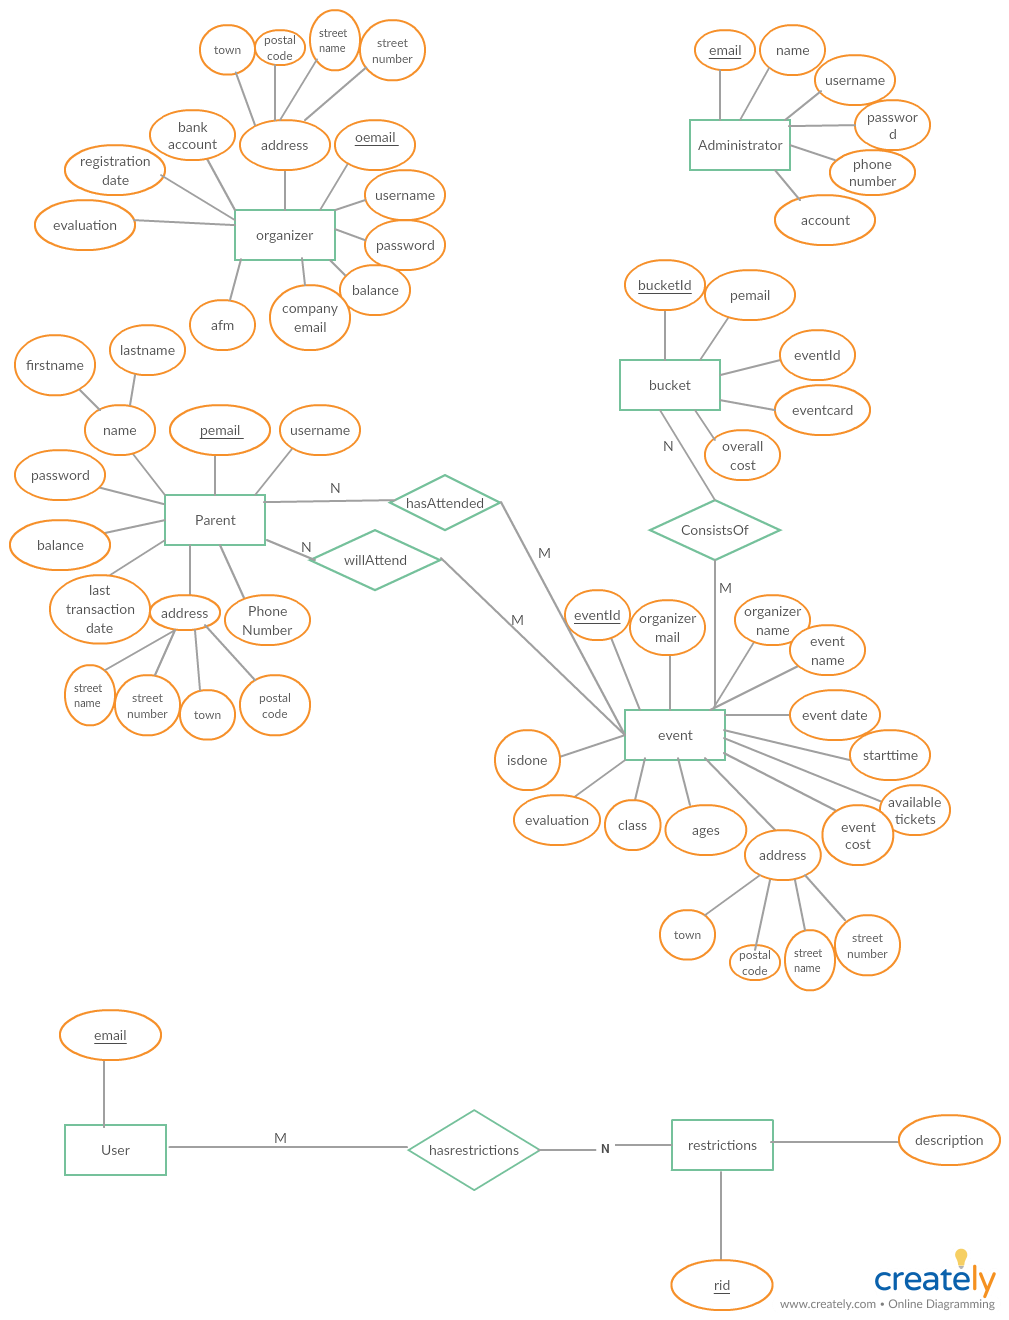 town
postal
code
street
name
street
number
bank
account
address
oemail
registration
date
username
evaluation
organizer
password
balance
afm
company
email
email
name
username
passwor
d
Administrator
phone
number
account
bucketId
pemail
bucket
eventId
eventcard
overall
cost
N
ConsistsOf
M
firstname
lastname
name
pemail
username
password
Parent
N
hasAttended
M
N
willAttend
M
balance
last
transaction
date
address
Phone
Number
street
name
street
number
town
postal
code
eventId
organizer
mail
organizer
name
event
name
event
event date
starttime
available
tickets
event
cost
isdone
evaluation
class
ages
address
town
postal
code
street
name
street
number
email
User
M
hasrestrictions
N
restrictions
description
rid
creately
www.creately.com • Online Diagramming